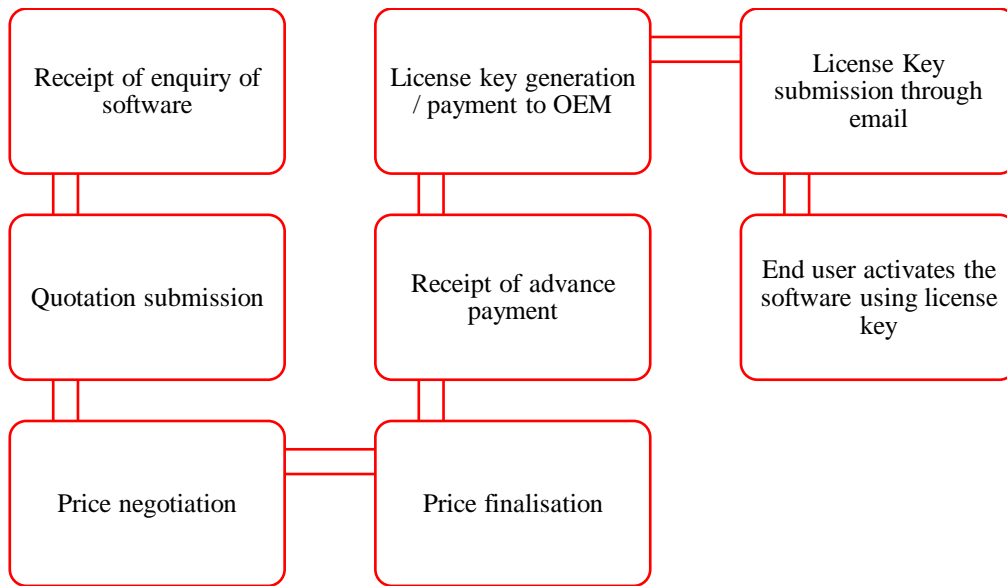 Receipt of enquiry of
software
Quotation submission
Price negotiation
Price finalisation
Receipt of advance
payment
License key generation
/ payment to OEM
License Key
submission through
email
End user activates the
software using license
key